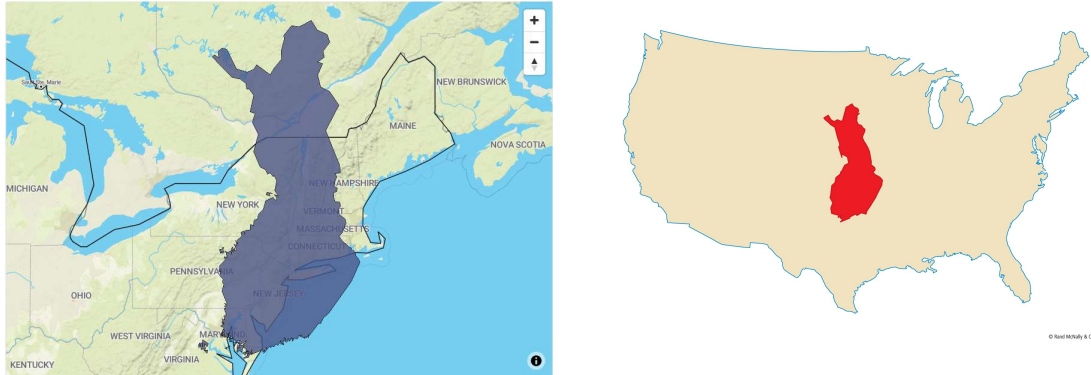 Sault Ste. Marie
NEW BRUNSWICK
MAINE
NOVA SCOTIA
MICHIGAN
NEW HAMPSHIRE
NEW YORK
VERMONT
MASSACHUSETTS
CONNECTICUT
PENNSYLVANIA
OHIO
NEW JERSEY
MARYLAND
WEST VIRGINIA
VIRGINIA
KENTUCKY
© Rand McNally & C